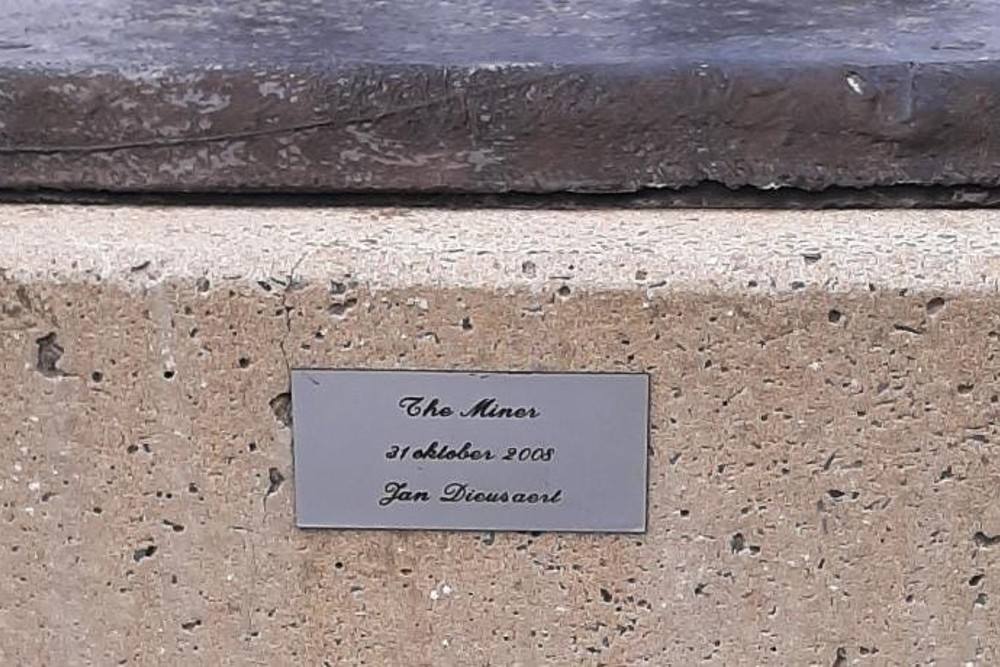 The Miner
31 oktober 2008
Jan Dieusaert